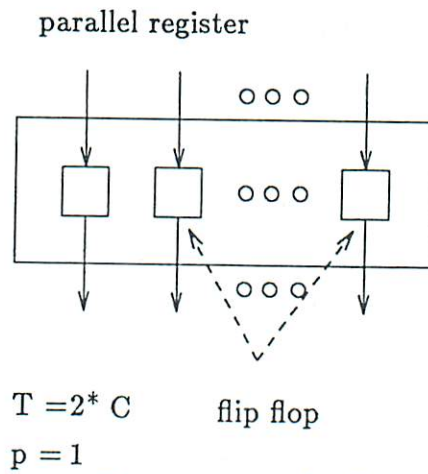 parallel register
T =2* C
flip flop
p = 1